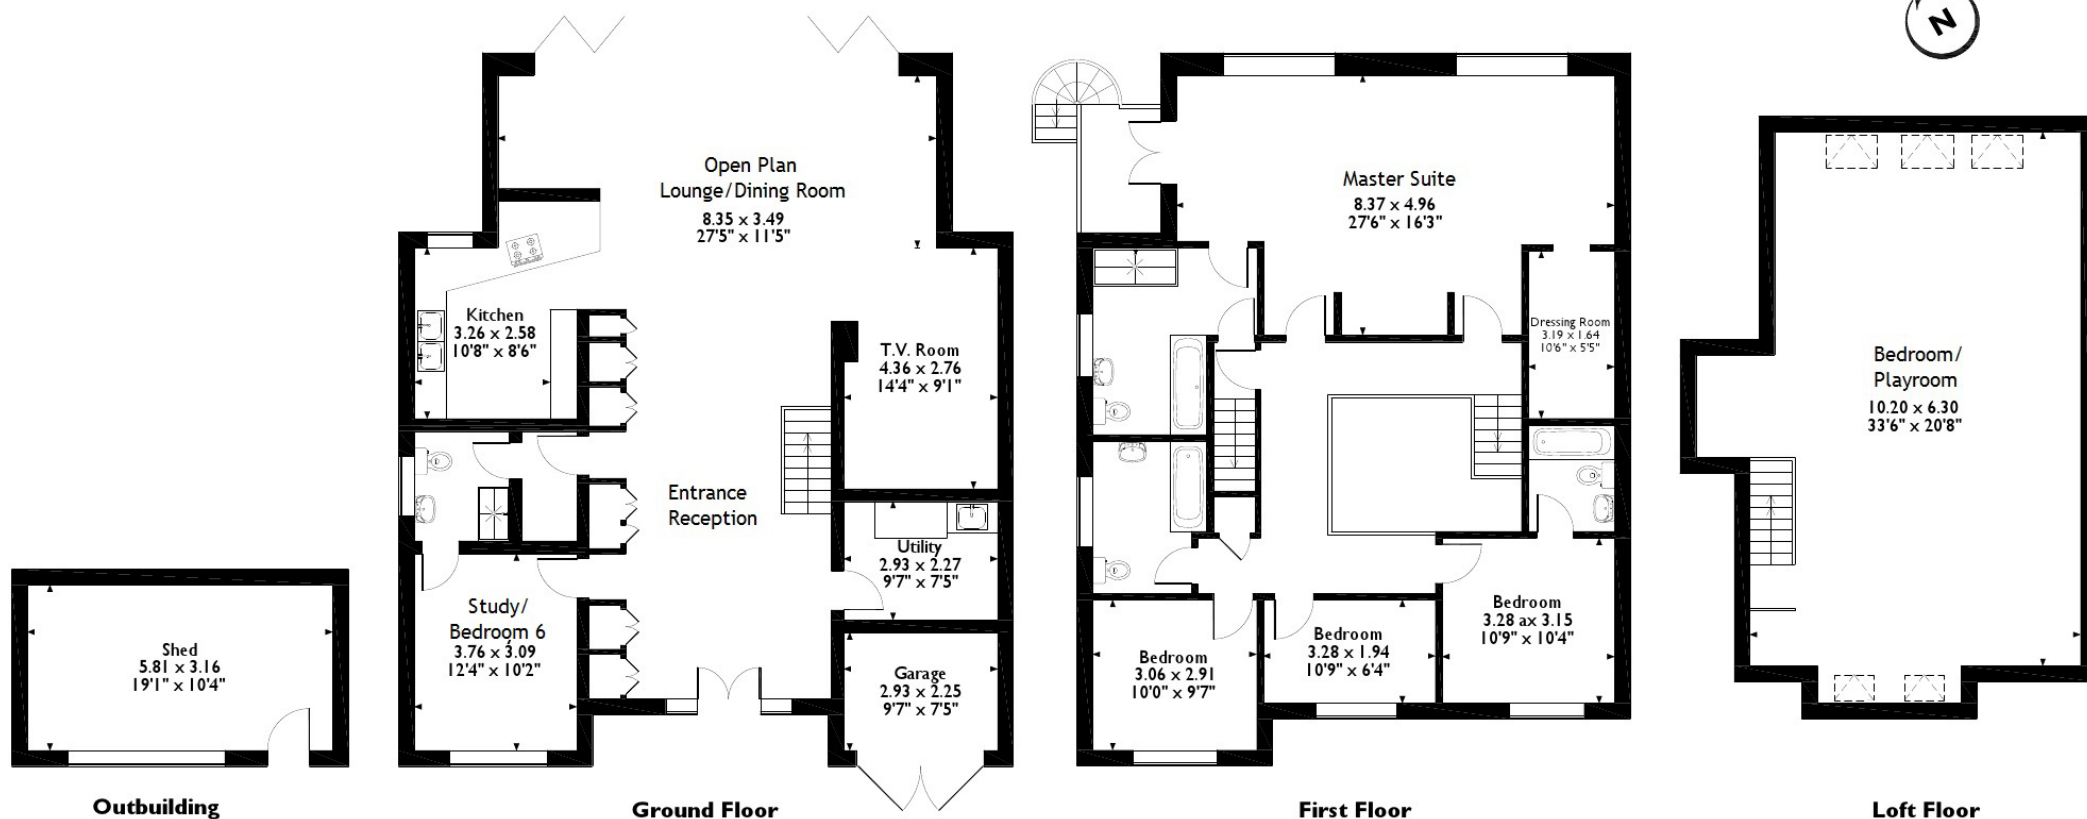 N
Open Plan
Lounge/Dining Room
8.35 x 3.49
27'5" x 11'5"
Kitchen
3.26 x 2.58
10'8" x 8'6"
T.V. Room
4.36 x 2.76
14'4" x 9'1"
Entrance
Reception
Utility
2.93 x 2.27
9'7" x 7'5"
Study/
Bedroom 6
3.76 x 3.09
12'4" x 10'2"
Garage
2.93 x 2.25
9'7" x 7'5"
Shed
5.81 x 3.16
19'1" x 10'4"
Master Suite
8.37 x 4.96
27'6" x 16'3"
Dressing Room
3.19 x 1.64
10'6" x 5'5"
Bedroom
3.06 x 2.91
10'0" x 9'7"
Bedroom
3.28 x 1.94
10'9" x 6'4"
Bedroom
3.28 ax 3.15
10'9" x 10'4"
Bedroom/
Playroom
10.20 x 6.30
33'6" x 20'8"
Outbuilding
Ground Floor
First Floor
Loft Floor